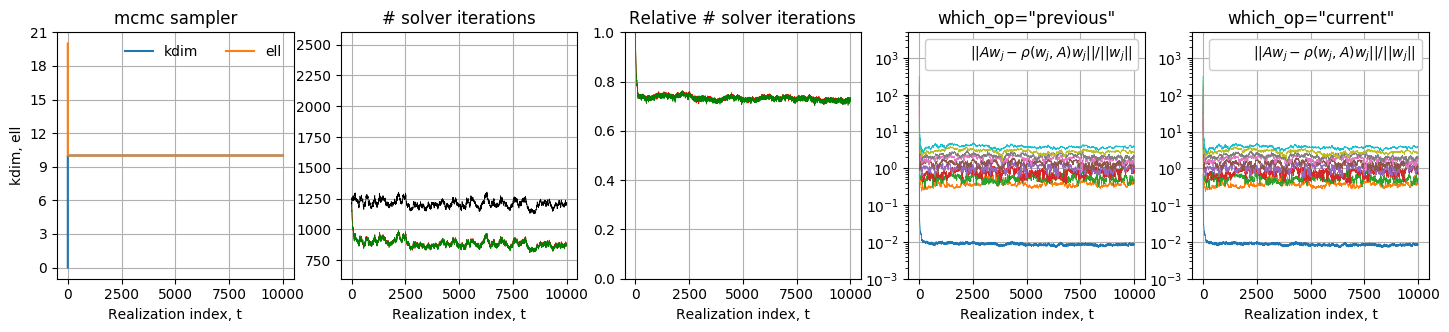 mcmc sampler
kdim, ell
21
18
15
12
9
6
3
0
kdim
ell
0 2500 5000 7500 10000
Realization index, t
# solver iterations
2500
2250
2000
1750
1500
1250
1000
750
0 2500 5000 7500 10000
Realization index, t
Relative # solver iterations
1.0
0.8
0.6
0.4
0.2
0.0
0 2500 5000 7500 10000
Realization index, t
which_op="previous"
||Aw_j − ρ(w_j, A)w_j||/||w_j||
10^3
10^2
10^1
10^0
10^−1
10^−2
10^−3
0 2500 5000 7500 10000
Realization index, t
which_op="current"
||Aw_j − ρ(w_j, A)w_j||/||w_j||
10^3
10^2
10^1
10^0
10^−1
10^−2
10^−3
0 2500 5000 7500 10000
Realization index, t